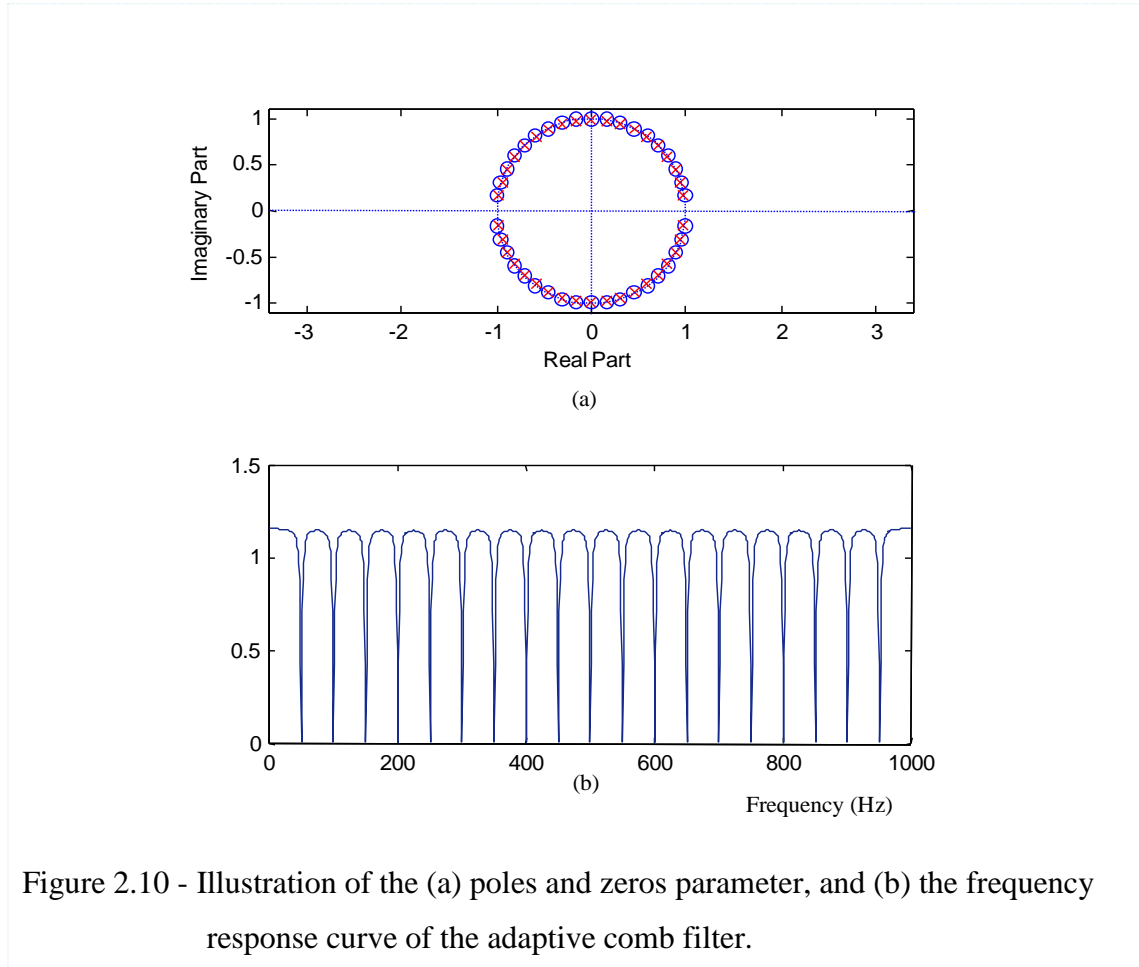 1
0.5
0
-0.5
-1
Imaginary Part
-3 -2 -1 0 1 2 3
Real Part
(a)
1.5
1
0.5
0
0 200 400 600 800 1000
(b)
Frequency (Hz)
Figure 2.10 - Illustration of the (a) poles and zeros parameter, and (b) the frequency
response curve of the adaptive comb filter.